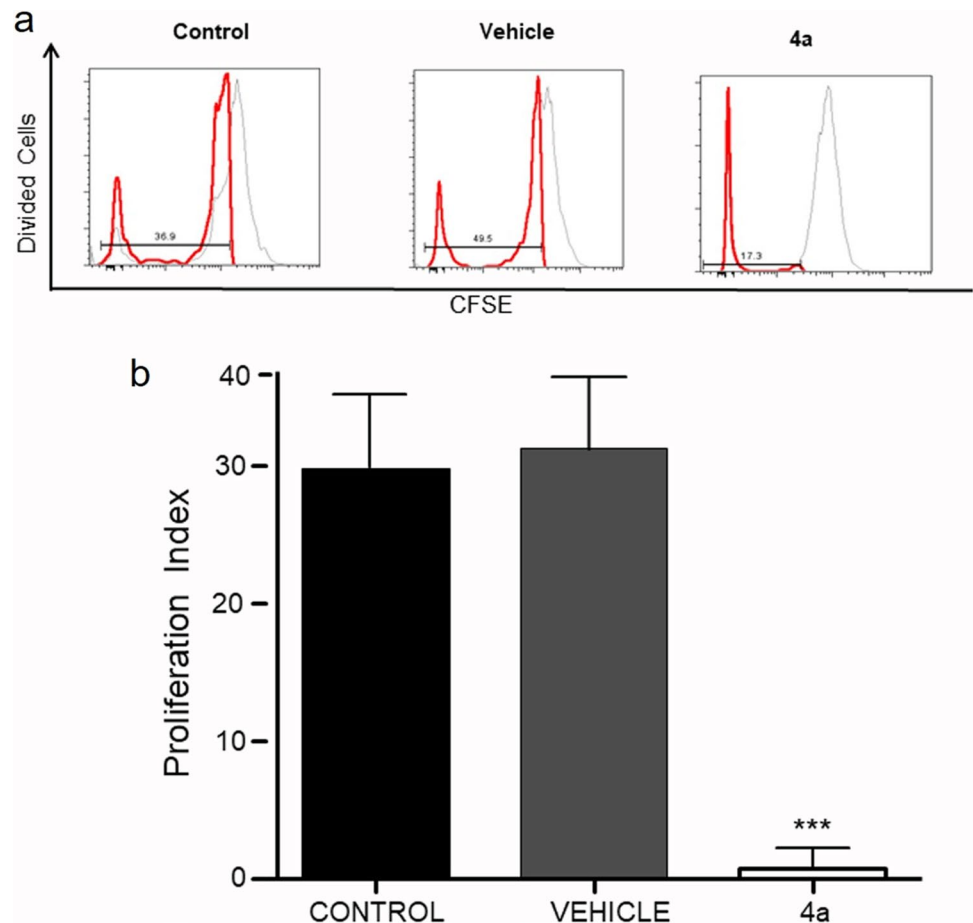 a
Control
Vehicle
4a
Divided Cells
36.9
49.5
17.3
CFSE
b
Proliferation Index
40
30
20
10
0
***
CONTROL
VEHICLE
4a